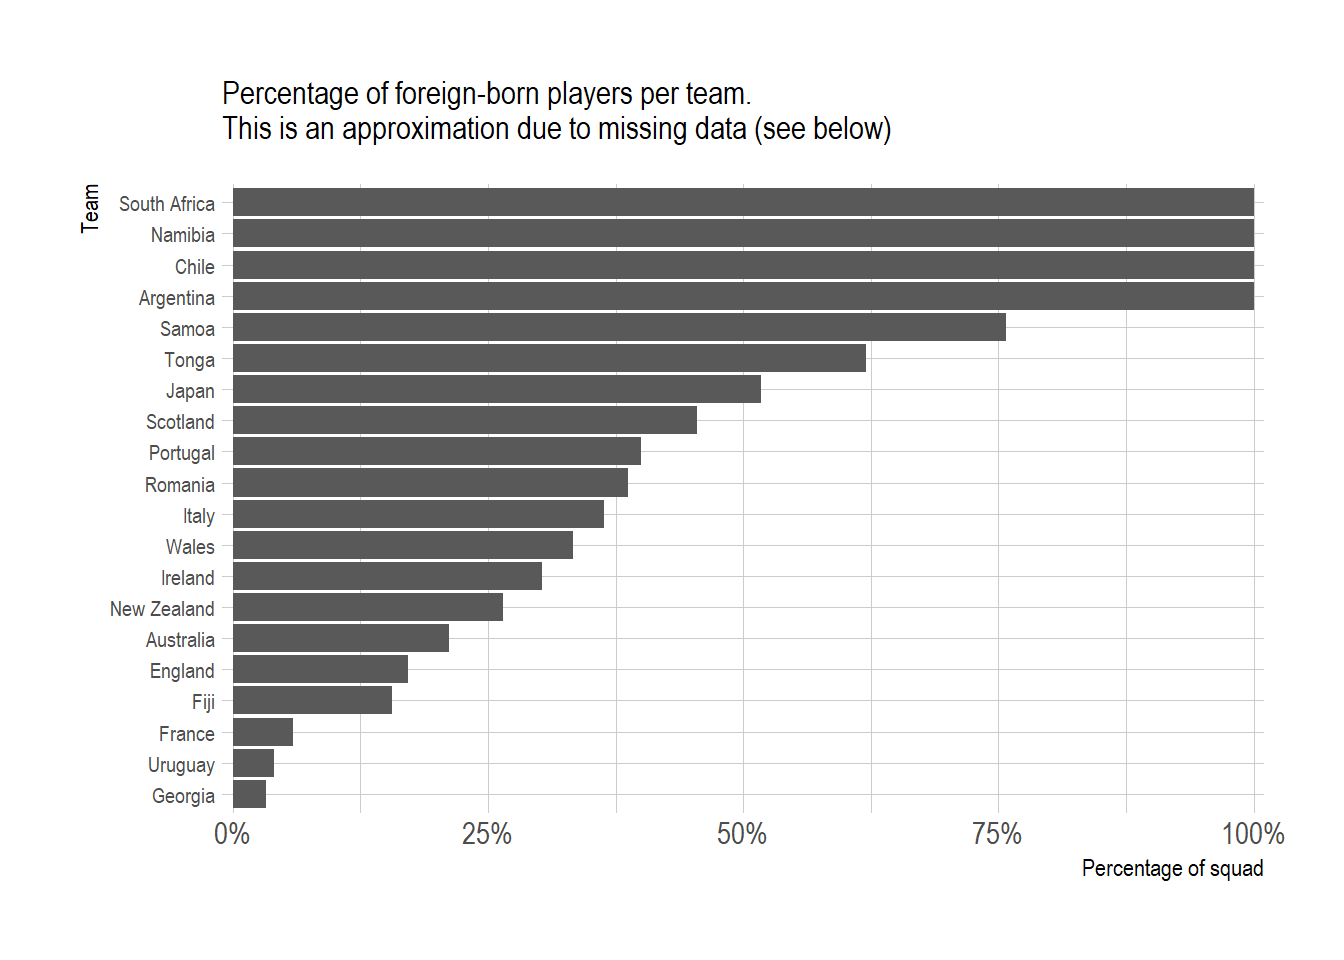 Percentage of foreign-born players per team.
This is an approximation due to missing data (see below)
Team
South Africa
Namibia
Chile
Argentina
Samoa
Tonga
Japan
Scotland
Portugal
Romania
Italy
Wales
Ireland
New Zealand
Australia
England
Fiji
France
Uruguay
Georgia
0% 25% 50% 75% 100%
Percentage of squad